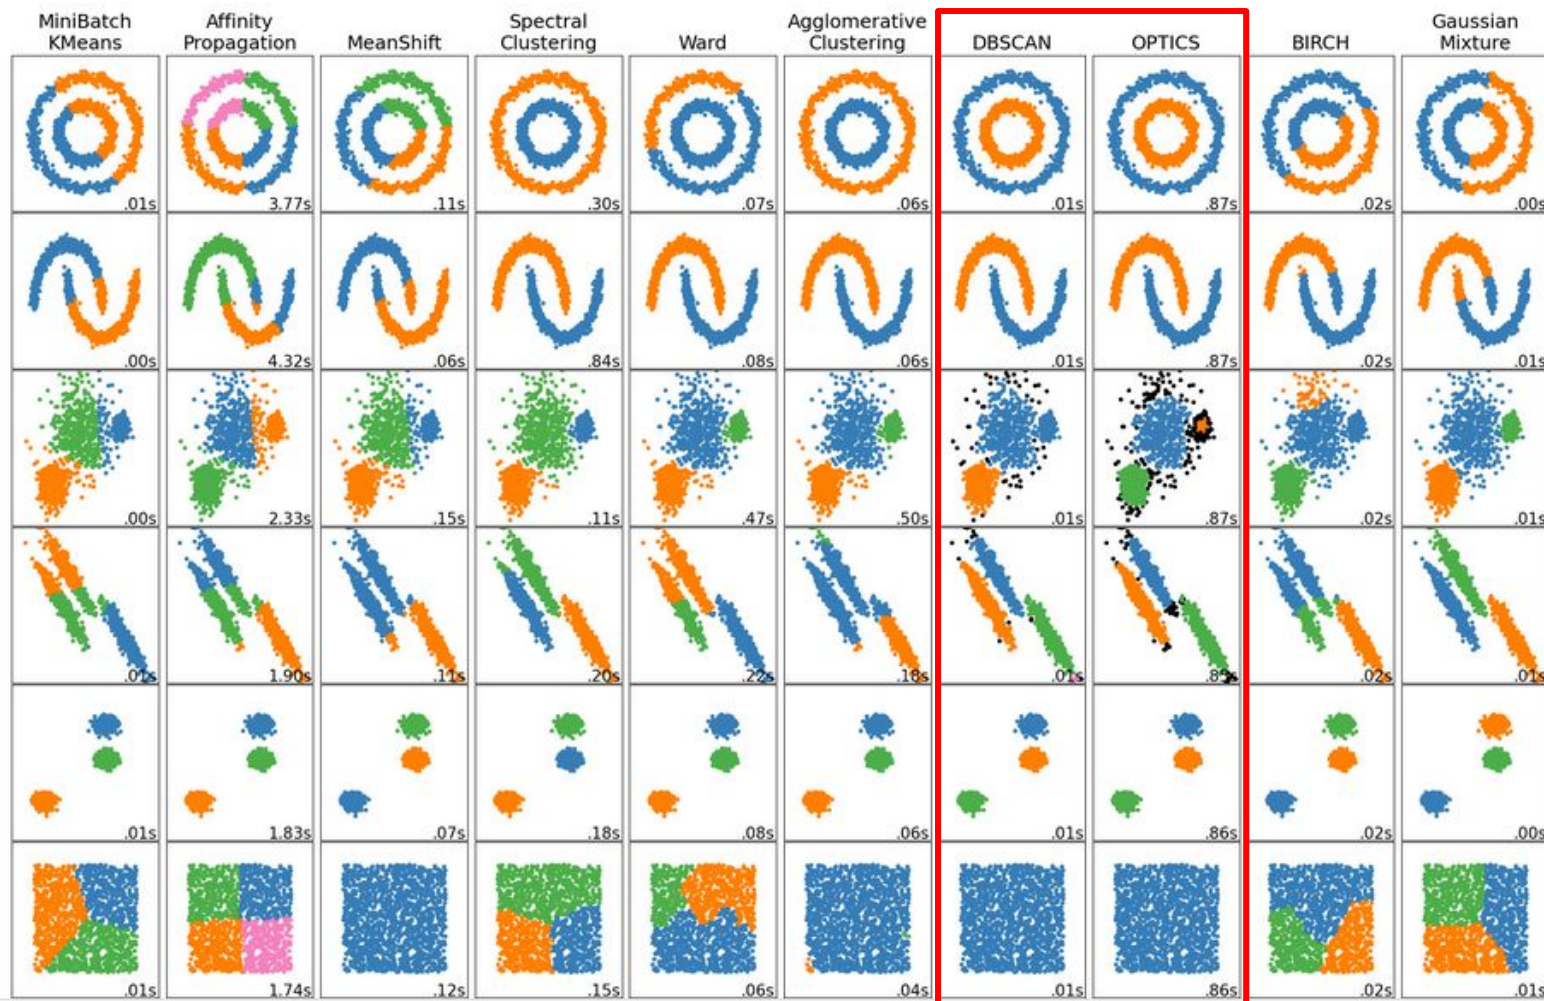 MiniBatch
KMeans
Affinity
Propagation
MeanShift
Spectral
Clustering
Ward
Agglomerative
Clustering
DBSCAN
OPTICS
BIRCH
Gaussian
Mixture
.01s 3.77s .11s .30s .07s .06s .01s .87s .02s .00s
.00s 4.32s .06s .84s .08s .06s .01s .87s .02s .01s
.00s 2.33s .15s .11s .47s .50s .01s .87s .02s .01s
.01s 1.90s .11s .20s .22s .18s .01s .02s .01s
.01s 1.83s .07s .18s .08s .06s .01s .86s .02s .00s
.01s 1.74s .12s .15s .06s .04s .01s .86s .02s .01s